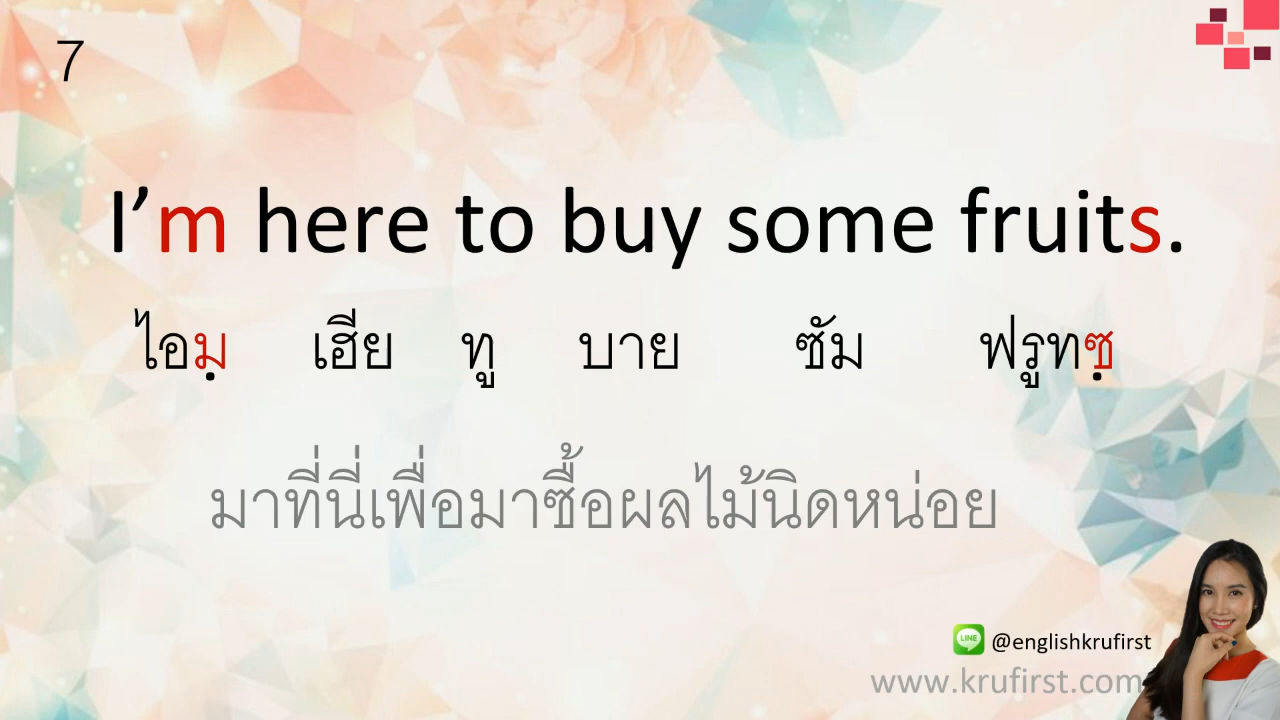 7
I’m here to buy some fruits.
ไอมฺ เฮีย ทู บาย ซัม ฟรูทซฺ
มาที่นี่เพื่อมาซื้อผลไม้นิดหน่อย
LINE @englishkrufirst
www.krufirst.com